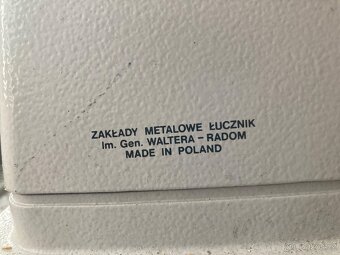 ZAKŁADY METALOWE ŁUCZNIK
Im. Gen. WALTERA – RADOM
MADE IN POLAND